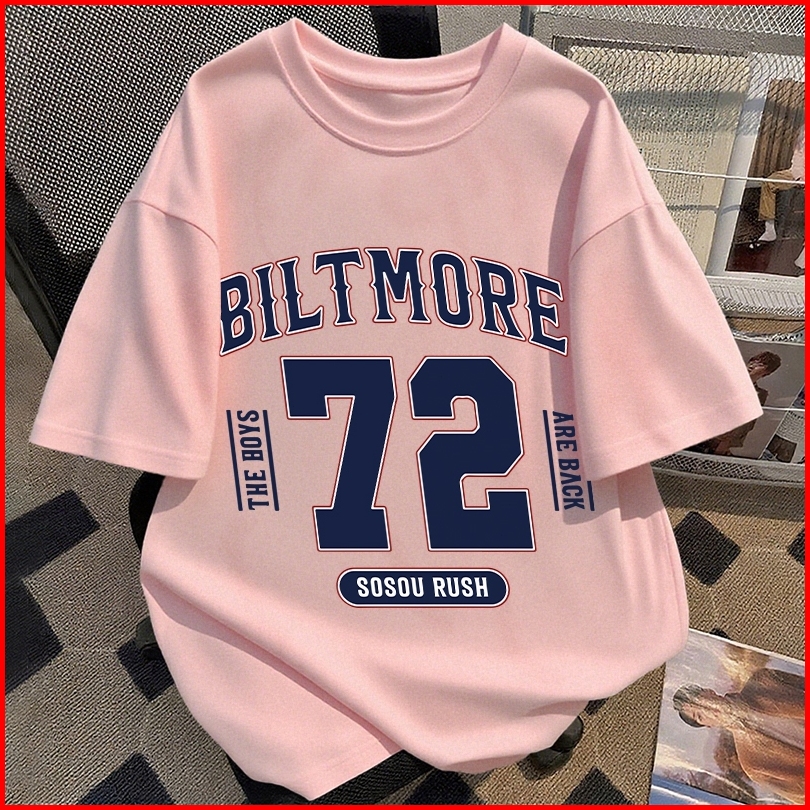 BILTMORE
72
THE BOYS
ARE BACK
SOSOU RUSH